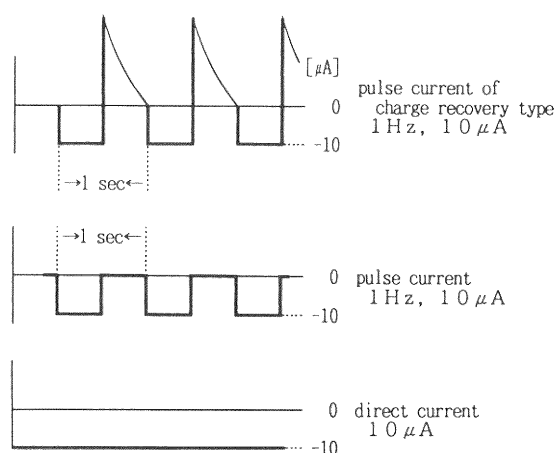 [μA]
0
pulse current of
charge recovery type
1Hz, 10μA
-10
→1 sec←
→1 sec←
0
pulse current
1Hz, 10μA
-10
0
direct current
10μA
-10